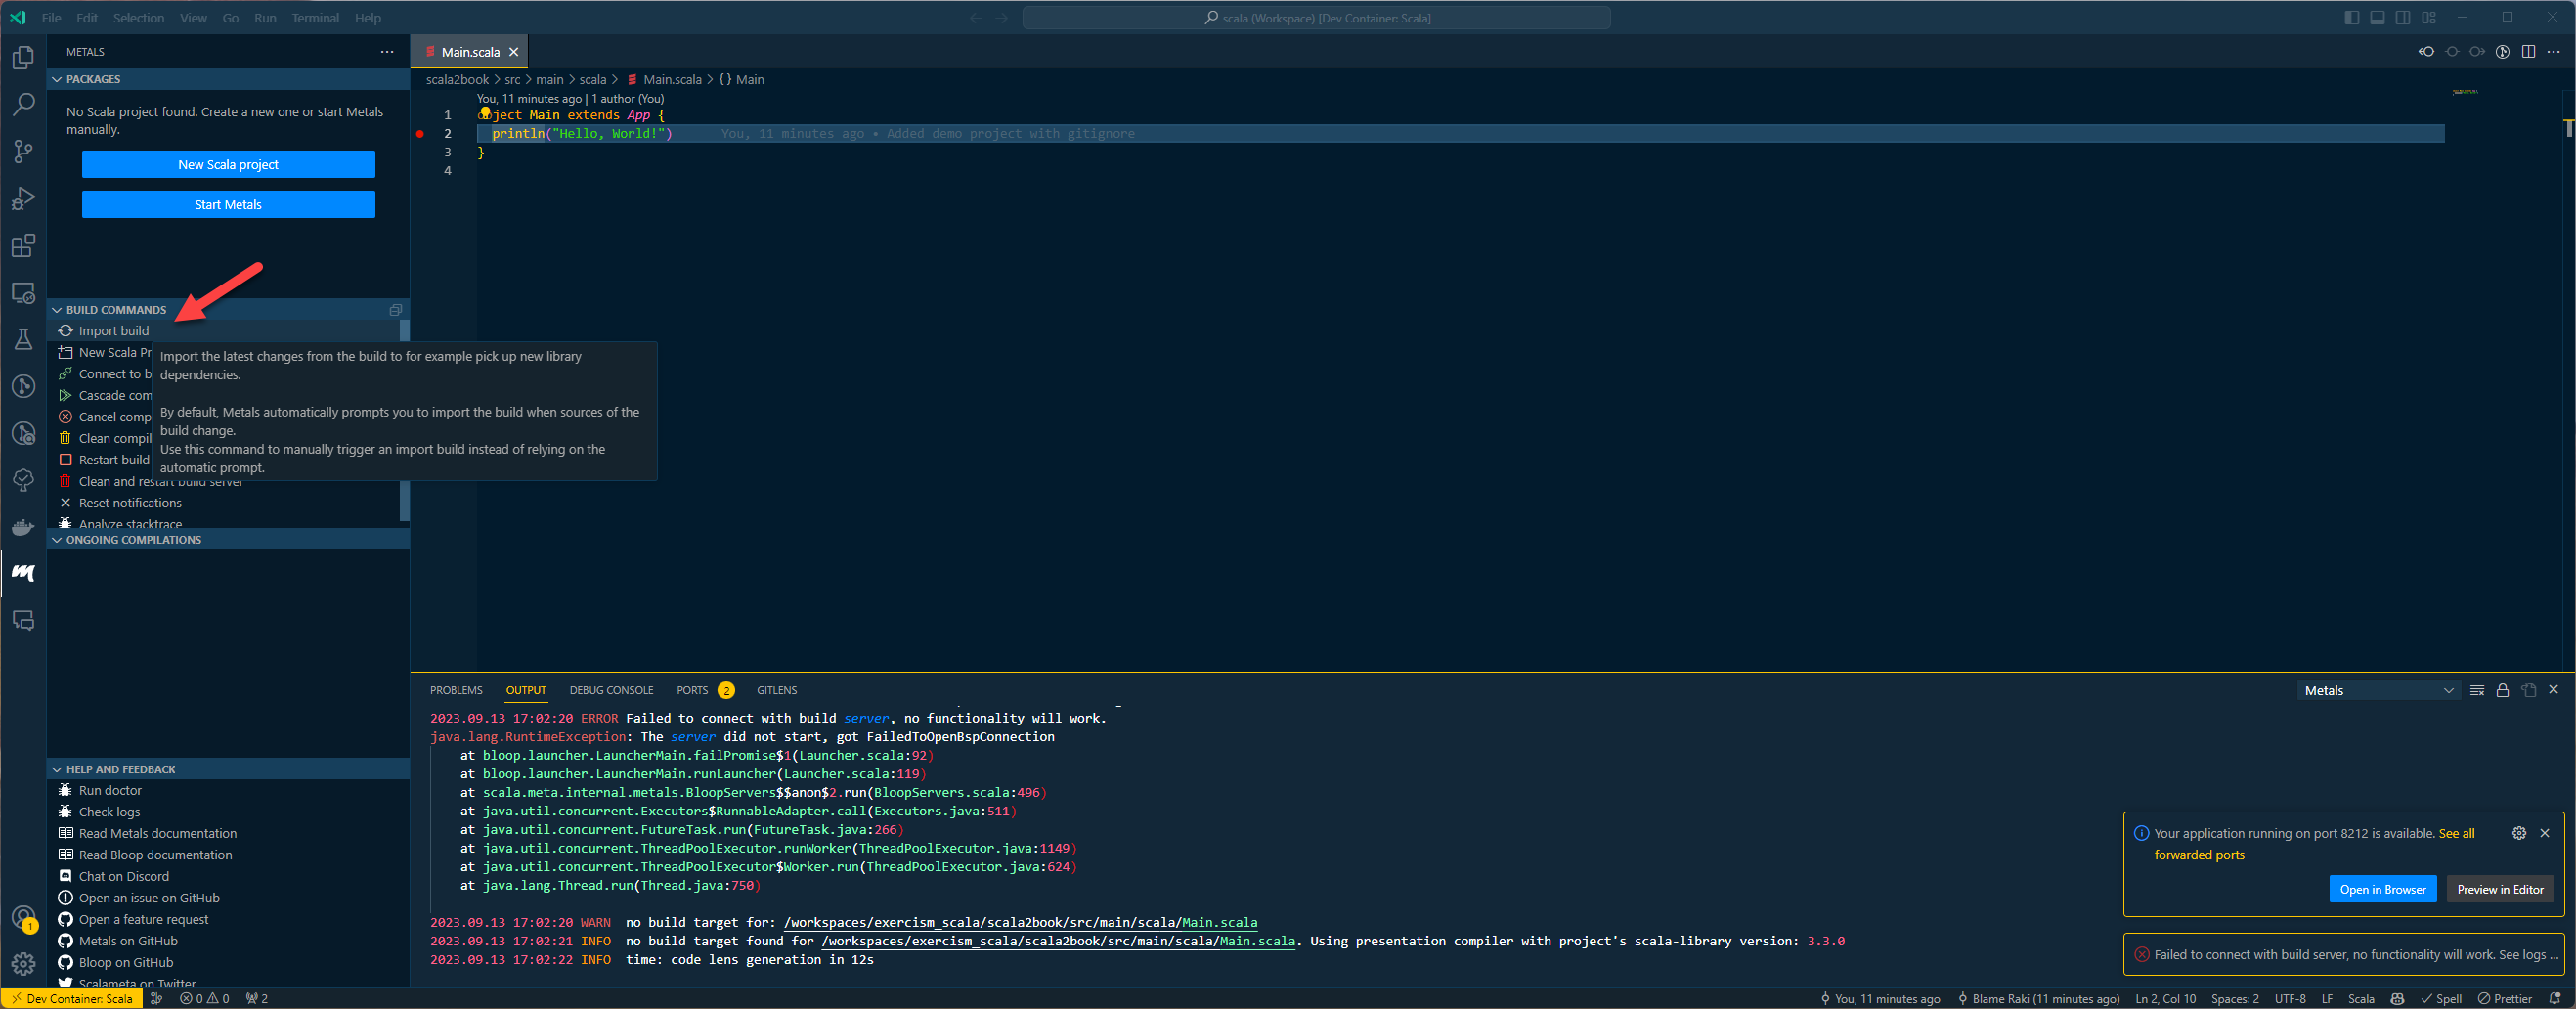 File Edit Selection View Go Run Terminal Help
scala (Workspace) [Dev Container: Scala]
METALS
PACKAGES
No Scala project found. Create a new one or start Metals
manually.
New Scala project
Start Metals
BUILD COMMANDS
Import build
New Scala Pr
Connect to b
Cascade com
Cancel comp
Clean compil
Restart build
Clean and restart build server
Reset notifications
Analyze stacktrace
Import the latest changes from the build to for example pick up new library
dependencies.
By default, Metals automatically prompts you to import the build when sources of the
build change.
Use this command to manually trigger an import build instead of relying on the
automatic prompt.
ONGOING COMPILATIONS
HELP AND FEEDBACK
Run doctor
Check logs
Read Metals documentation
Read Bloop documentation
Chat on Discord
Open an issue on GitHub
Open a feature request
Metals on GitHub
Bloop on GitHub
Scalameta on Twitter
Main.scala
scala2book > src > main > scala > Main.scala > {} Main
You, 11 minutes ago | 1 author (You)
1 object Main extends App {
2 println("Hello, World!") You, 11 minutes ago • Added demo project with gitignore
3 }
4
PROBLEMS OUTPUT DEBUG CONSOLE PORTS 2 GITLENS
Metals
2023.09.13 17:02:20 ERROR Failed to connect with build server, no functionality will work.
java.lang.RuntimeException: The server did not start, got FailedToOpenBspConnection
at bloop.launcher.LauncherMain.failPromise$1(Launcher.scala:92)
at bloop.launcher.LauncherMain.runLauncher(Launcher.scala:119)
at scala.meta.internal.metals.BloopServers$$anon$2.run(BloopServers.scala:496)
at java.util.concurrent.Executors$RunnableAdapter.call(Executors.java:511)
at java.util.concurrent.FutureTask.run(FutureTask.java:266)
at java.util.concurrent.ThreadPoolExecutor.runWorker(ThreadPoolExecutor.java:1149)
at java.util.concurrent.ThreadPoolExecutor$Worker.run(ThreadPoolExecutor.java:624)
at java.lang.Thread.run(Thread.java:750)
2023.09.13 17:02:20 WARN no build target for: /workspaces/exercism_scala/scala2book/src/main/scala/Main.scala
2023.09.13 17:02:21 INFO no build target found for /workspaces/exercism_scala/scala2book/src/main/scala/Main.scala. Using presentation compiler with project's scala-library version: 3.3.0
2023.09.13 17:02:22 INFO time: code lens generation in 12s
Your application running on port 8212 is available. See all
forwarded ports
Open in Browser Preview in Editor
Failed to connect with build server, no functionality will work. See logs ...
1
Dev Container: Scala 0 0 2
You, 11 minutes ago Blame Raki (11 minutes ago) Ln 2, Col 10 Spaces: 2 UTF-8 LF Scala Spell Prettier